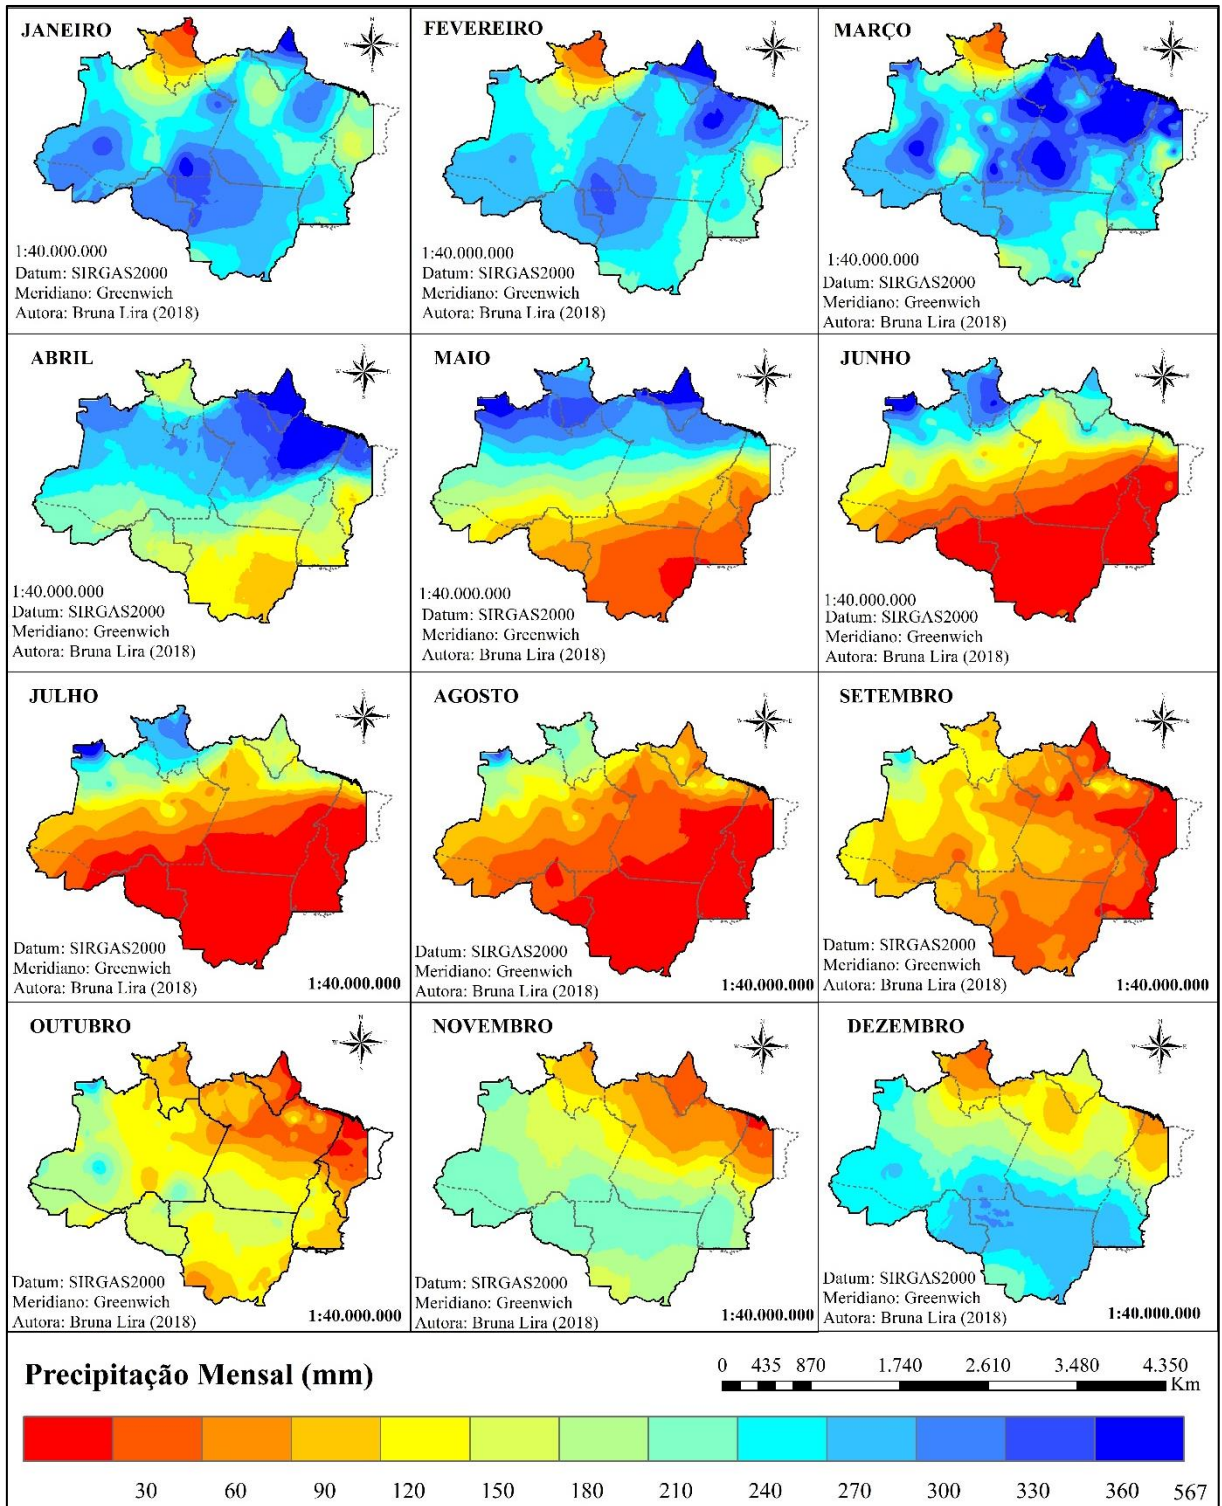 JANEIRO
1:40.000.000
Datum: SIRGAS2000
Meridiano: Greenwich
Autora: Bruna Lira (2018)
FEVEREIRO
1:40.000.000
Datum: SIRGAS2000
Meridiano: Greenwich
Autora: Bruna Lira (2018)
MARÇO
1:40.000.000
Datum: SIRGAS2000
Meridiano: Greenwich
Autora: Bruna Lira (2018)
ABRIL
1:40.000.000
Datum: SIRGAS2000
Meridiano: Greenwich
Autora: Bruna Lira (2018)
MAIO
1:40.000.000
Datum: SIRGAS2000
Meridiano: Greenwich
Autora: Bruna Lira (2018)
JUNHO
1:40.000.000
Datum: SIRGAS2000
Meridiano: Greenwich
Autora: Bruna Lira (2018)
JULHO
Datum: SIRGAS2000
Meridiano: Greenwich
Autora: Bruna Lira (2018)
1:40.000.000
AGOSTO
Datum: SIRGAS2000
Meridiano: Greenwich
Autora: Bruna Lira (2018)
1:40.000.000
SETEMBRO
Datum: SIRGAS2000
Meridiano: Greenwich
Autora: Bruna Lira (2018)
1:40.000.000
OUTUBRO
Datum: SIRGAS2000
Meridiano: Greenwich
Autora: Bruna Lira (2018)
1:40.000.000
NOVEMBRO
Datum: SIRGAS2000
Meridiano: Greenwich
Autora: Bruna Lira (2018)
1:40.000.000
DEZEMBRO
Datum: SIRGAS2000
Meridiano: Greenwich
Autora: Bruna Lira (2018)
1:40.000.000
Precipitação Mensal (mm)
0 435 870 1.740 2.610 3.480 4.350
Km
30 60 90 120 150 180 210 240 270 300 330 360 567